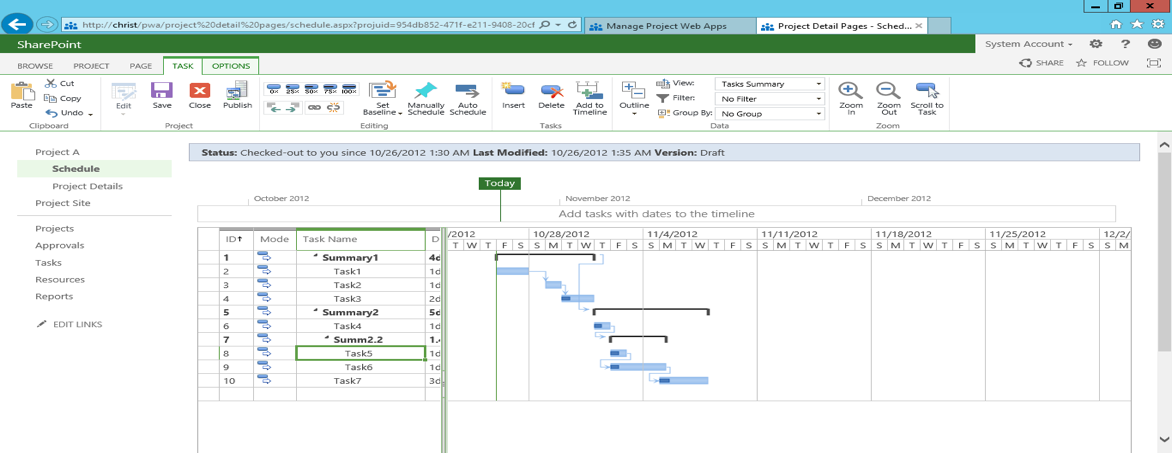 http://christ/pwa/project%20detail%20pages/schedule.aspx?projuid=954db852-471f-e211-9408-20cf
Manage Project Web Apps
Project Detail Pages - Sched...
SharePoint
System Account
?
BROWSE PROJECT PAGE TASK OPTIONS
SHARE FOLLOW
Paste Cut Copy Undo
Clipboard
Edit Save Close Publish
Project
0% 25% 50% 75% 100%
Set Baseline Manually Schedule Auto Schedule
Editing
Insert Delete Add to Timeline
Tasks
Outline
View: Tasks Summary
Filter: No Filter
Group By: No Group
Data
Zoom In Zoom Out Scroll to Task
Zoom
Project A
Schedule
Project Details
Project Site
Projects
Approvals
Tasks
Resources
Reports
EDIT LINKS
Status: Checked-out to you since 10/26/2012 1:30 AM Last Modified: 10/26/2012 1:35 AM Version: Draft
Today
October 2012 November 2012 December 2012
Add tasks with dates to the timeline
ID Mode Task Name D
/2012 10/28/2012 11/4/2012 11/11/2012 11/18/2012 11/25/2012 12/2/
T W T F S S M T W T F S S M T W T F S S M T W T F S S M T W T F S S M T W T F S S M
1 Summary1 4d
2 Task1 1d
3 Task2 1d
4 Task3 2d
5 Summary2 5d
6 Task4 1d
7 Summ2.2 1.
8 Task5 1d
9 Task6 1d
10 Task7 3d